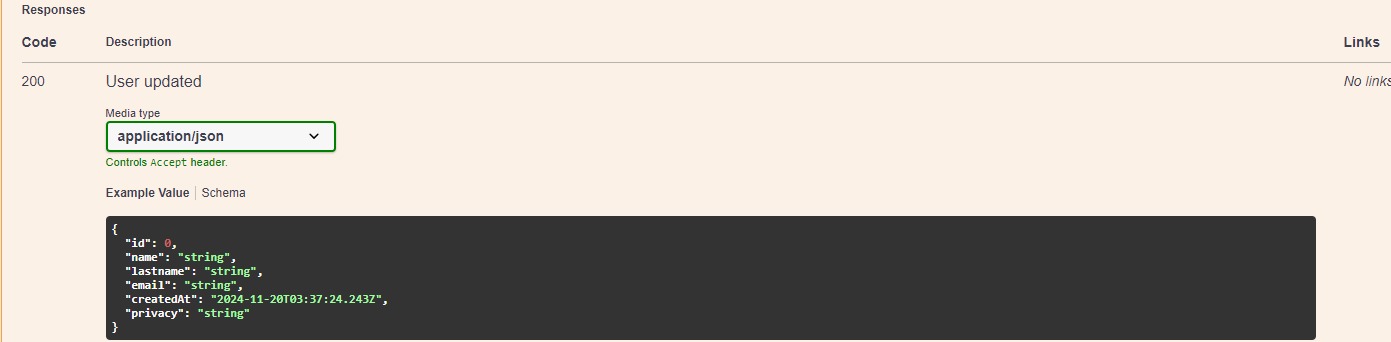 Responses
Code Description Links
200 User updated No links
Media type
application/json
Controls Accept header.
Example Value Schema
{
"id": 0,
"name": "string",
"lastname": "string",
"email": "string",
"createdAt": "2024-11-20T03:37:24.243Z",
"privacy": "string"
}